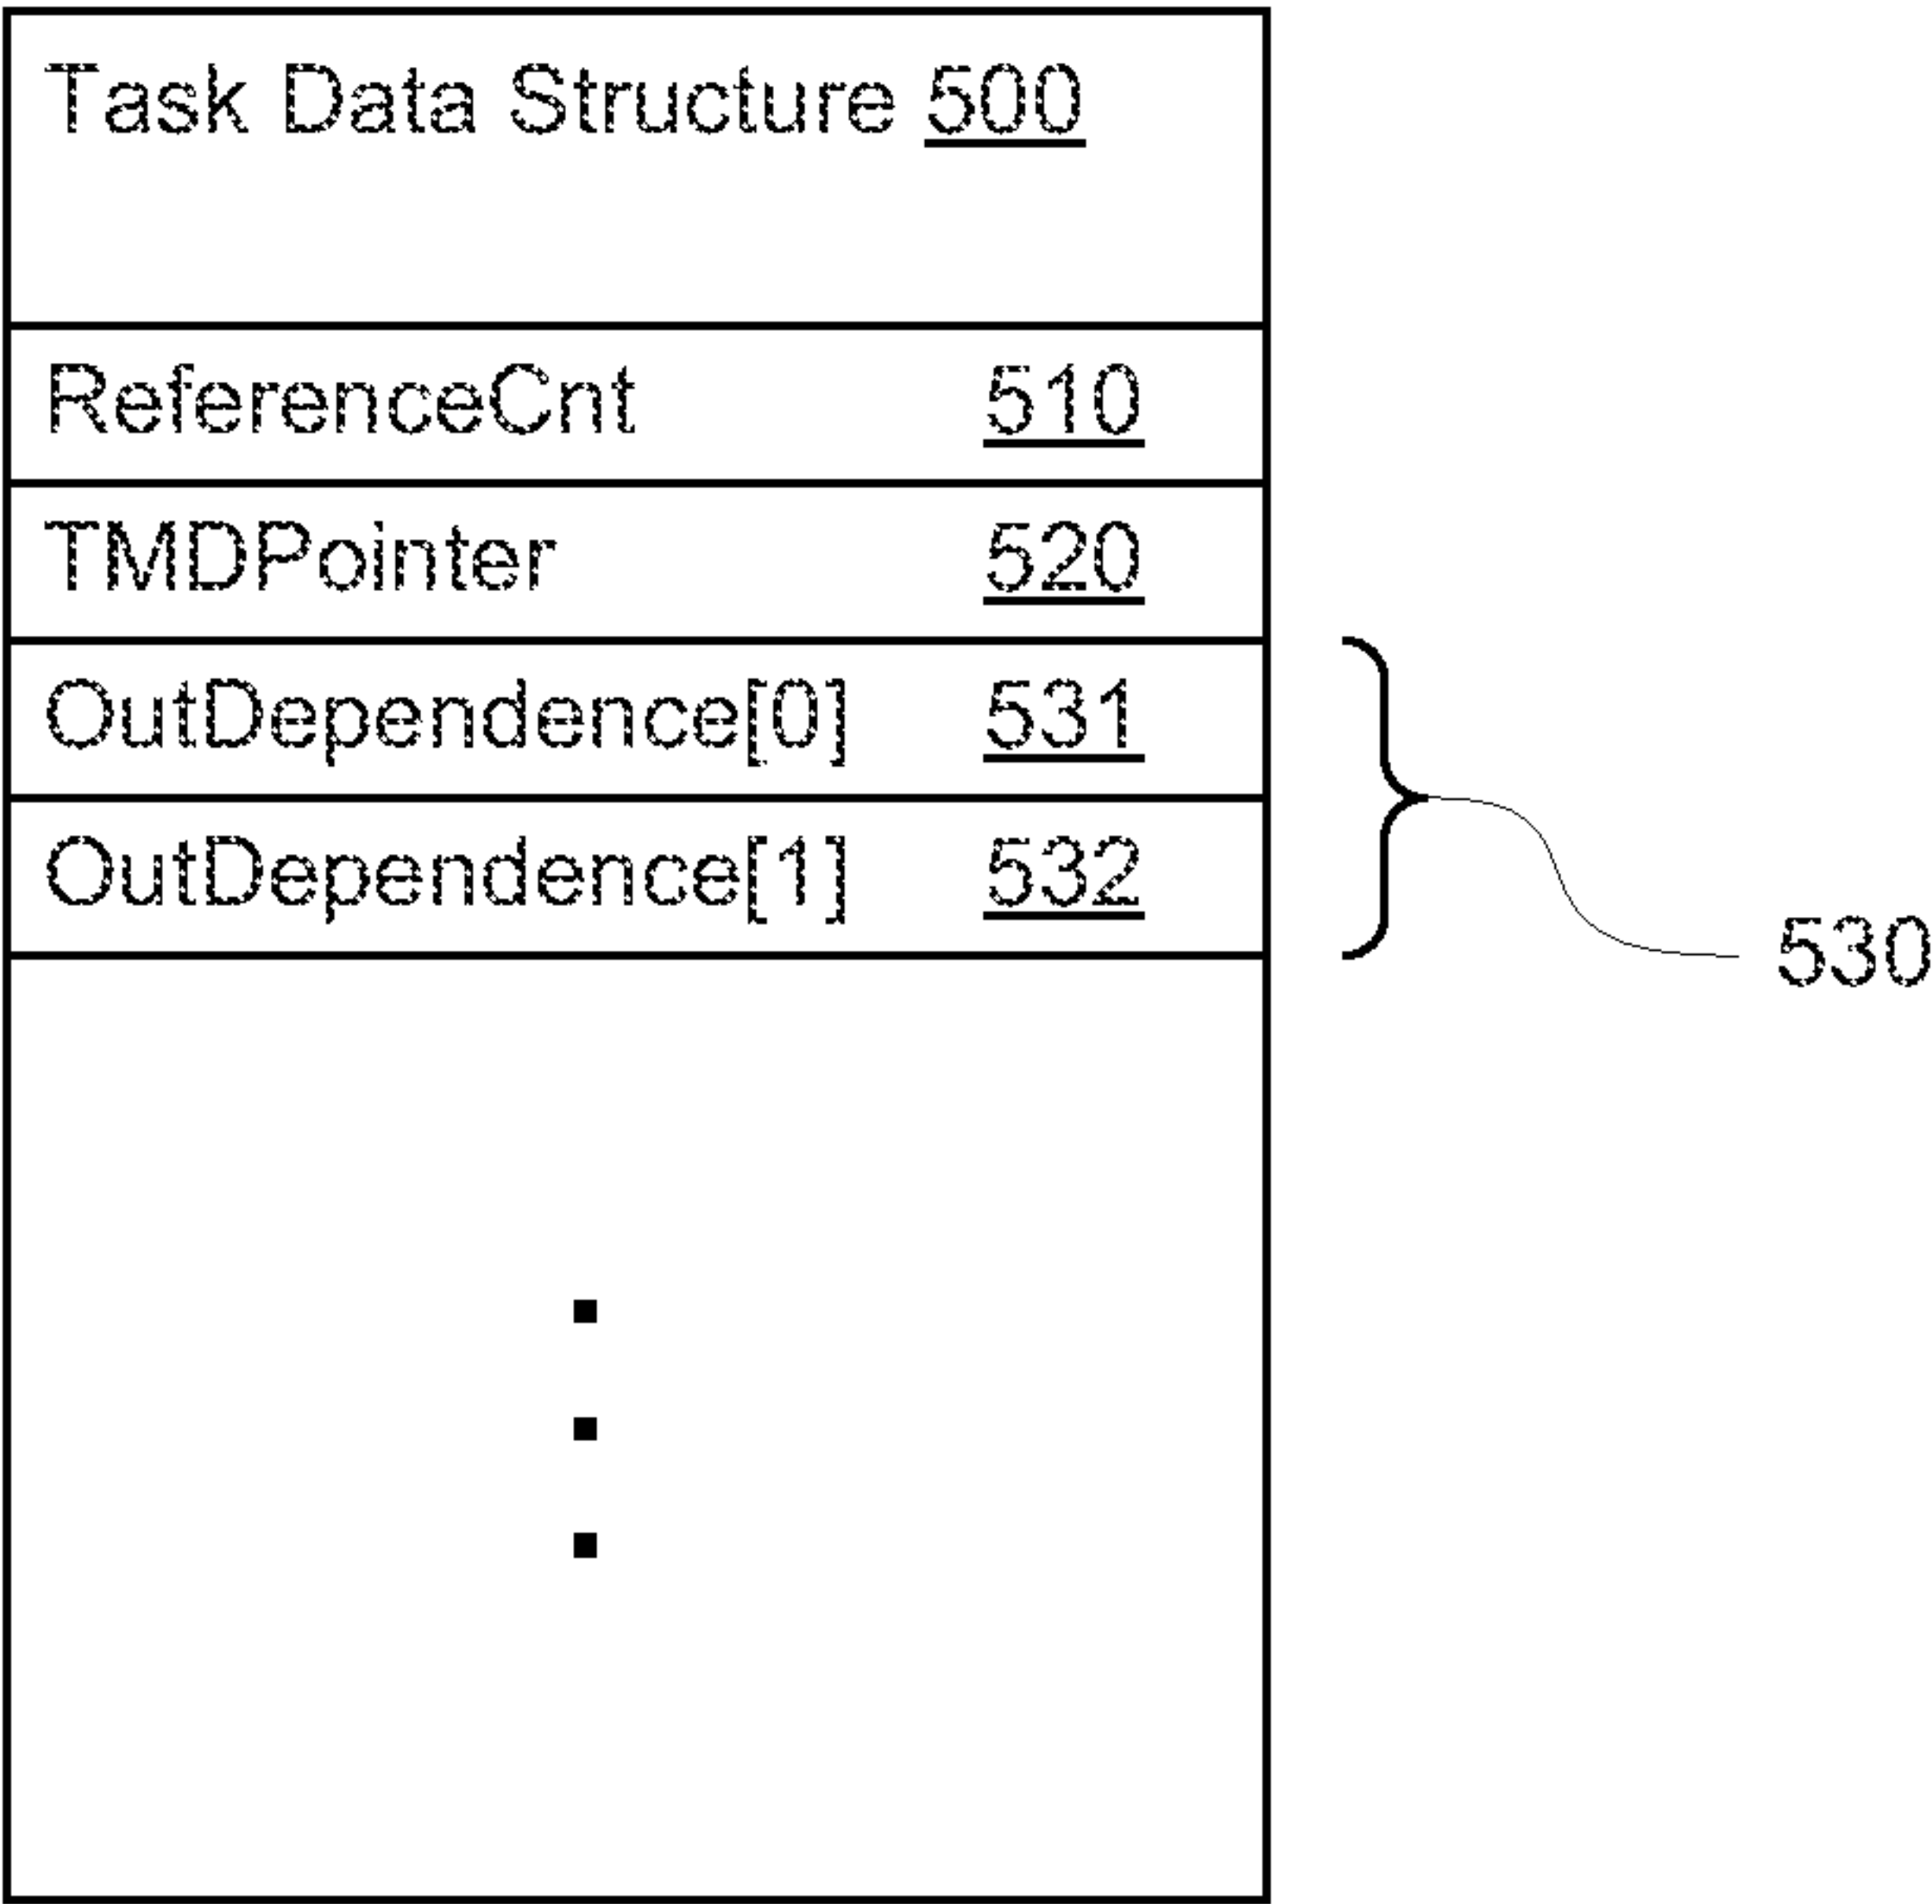 Task Data Structure 500
ReferenceCnt 510
TMDPointer 520
OutDependence[0] 531
OutDependence[1] 532
530